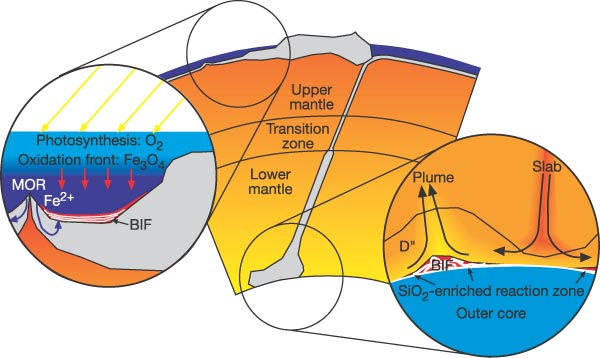 Photosynthesis: O₂
Oxidation front: Fe₃O₄
MOR
Fe²⁺
BIF
Upper
mantle
Transition
zone
Lower
mantle
Plume
Slab
D"
BIF
SiO₂-enriched reaction zone
Outer core